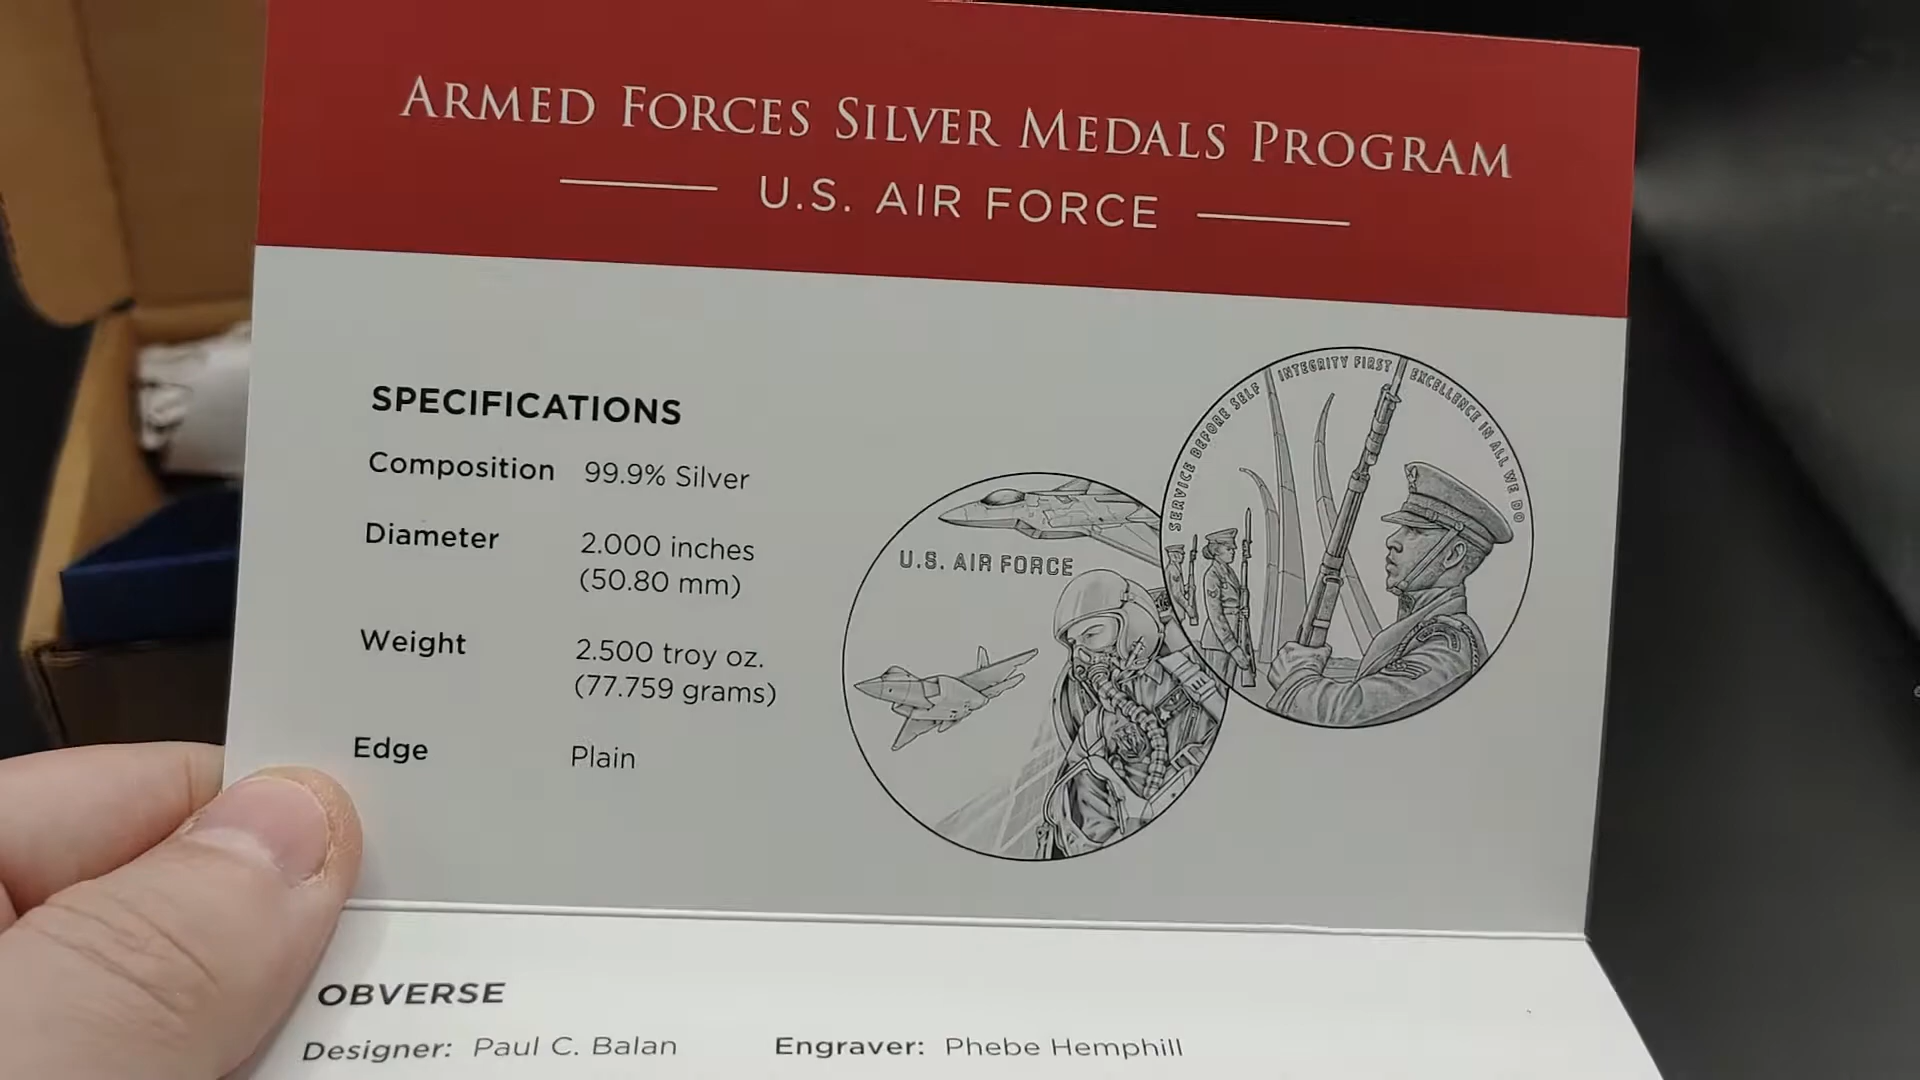 ARMED FORCES SILVER MEDALS PROGRAM
U.S. AIR FORCE
SPECIFICATIONS
Composition 99.9% Silver
Diameter 2.000 inches
(50.80 mm)
Weight 2.500 troy oz.
(77.759 grams)
Edge Plain
U.S. AIR FORCE
SERVICE BEFORE SELF INTEGRITY FIRST EXCELLENCE IN ALL WE DO
OBVERSE
Designer: Paul C. Balan Engraver: Phebe Hemphill